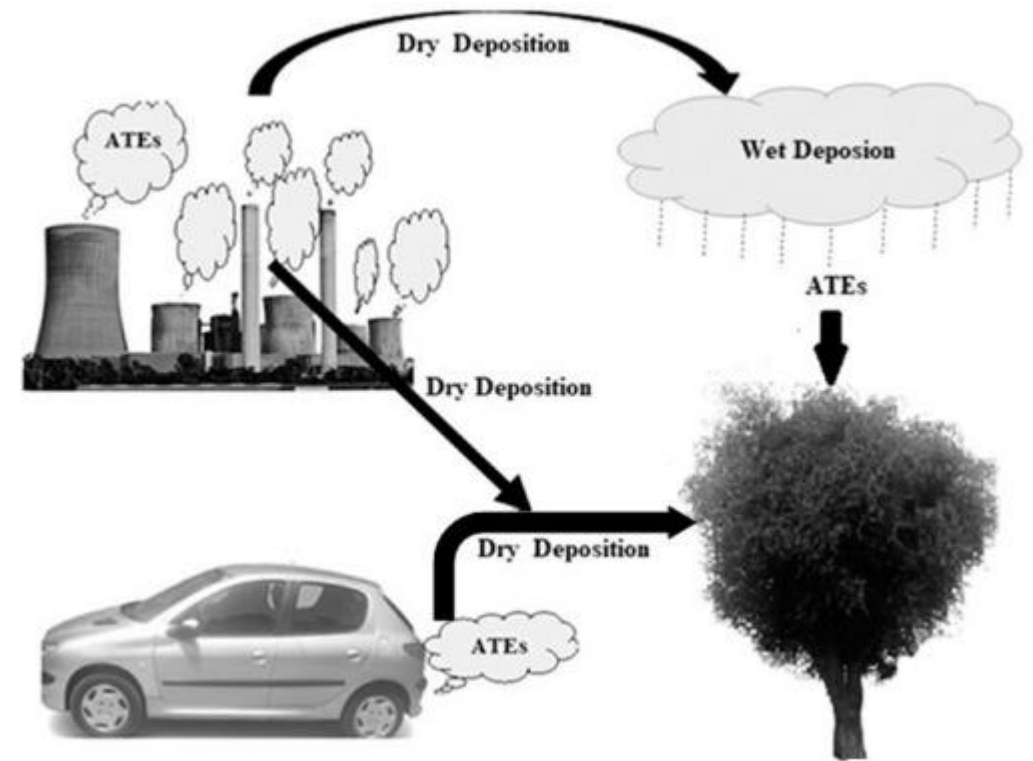 Dry Deposition
ATEs
Wet Deposion
ATEs
Dry Deposition
Dry Deposition
ATEs